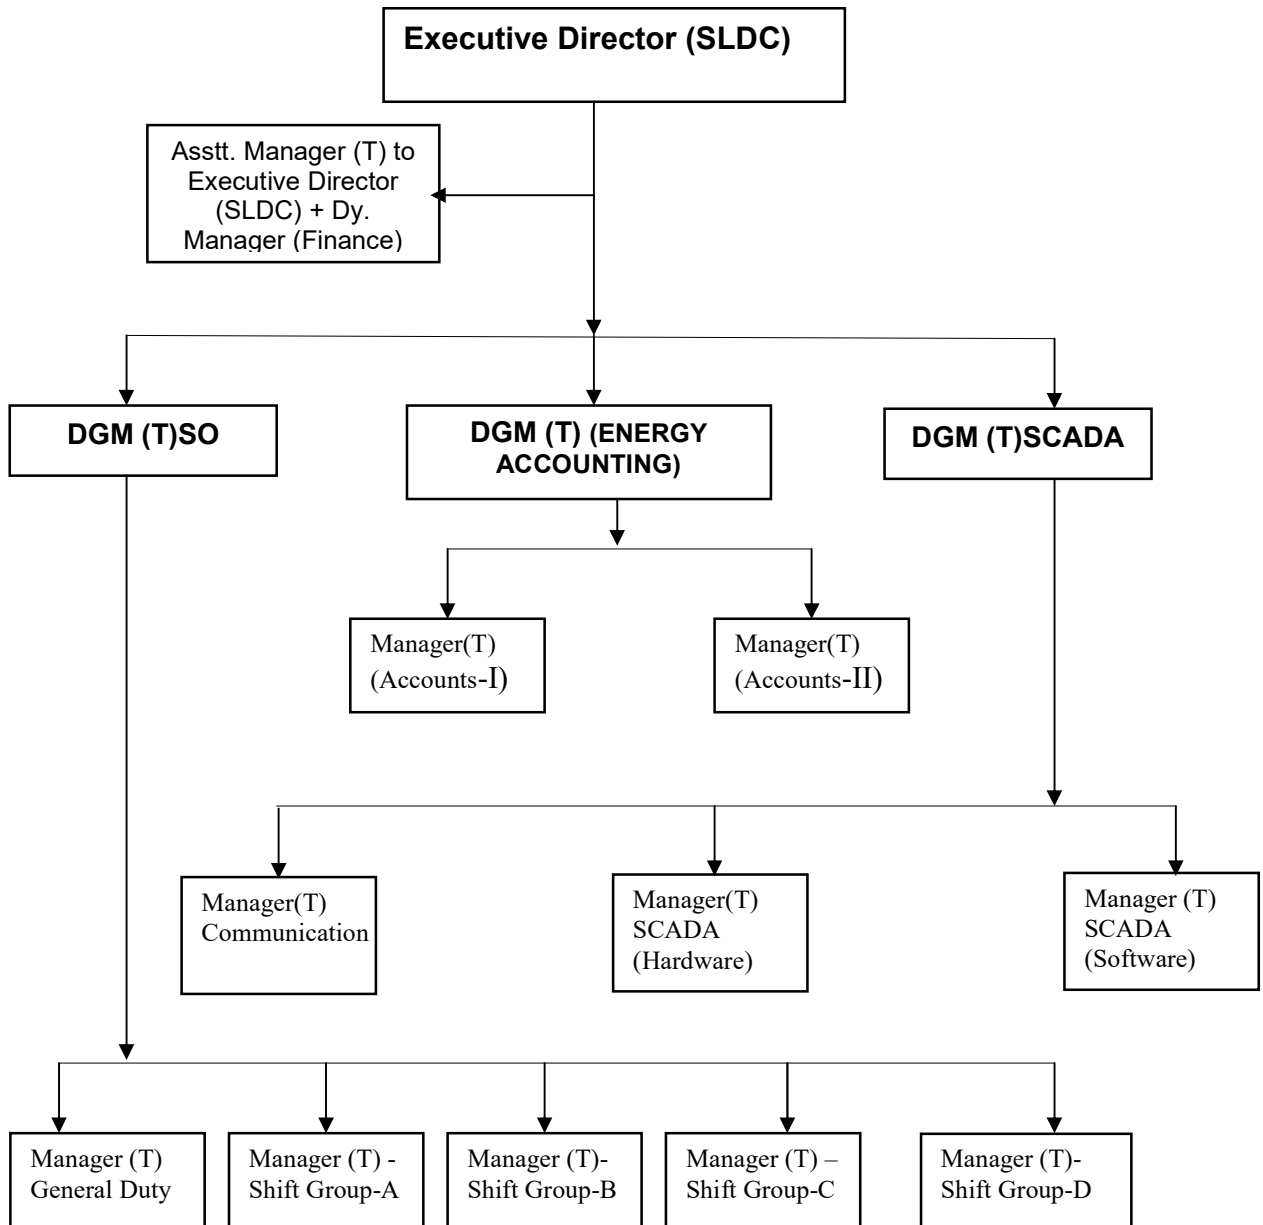 Executive Director (SLDC)
Asstt. Manager (T) to
Executive Director
(SLDC) + Dy.
Manager (Finance)
DGM (T)SO
DGM (T) (ENERGY
ACCOUNTING)
DGM (T)SCADA
Manager(T)
(Accounts-I)
Manager(T)
(Accounts-II)
Manager(T)
Communication
Manager(T)
SCADA
(Hardware)
Manager (T)
SCADA
(Software)
Manager (T)
General Duty
Manager (T) -
Shift Group-A
Manager (T)-
Shift Group-B
Manager (T) –
Shift Group-C
Manager (T)-
Shift Group-D